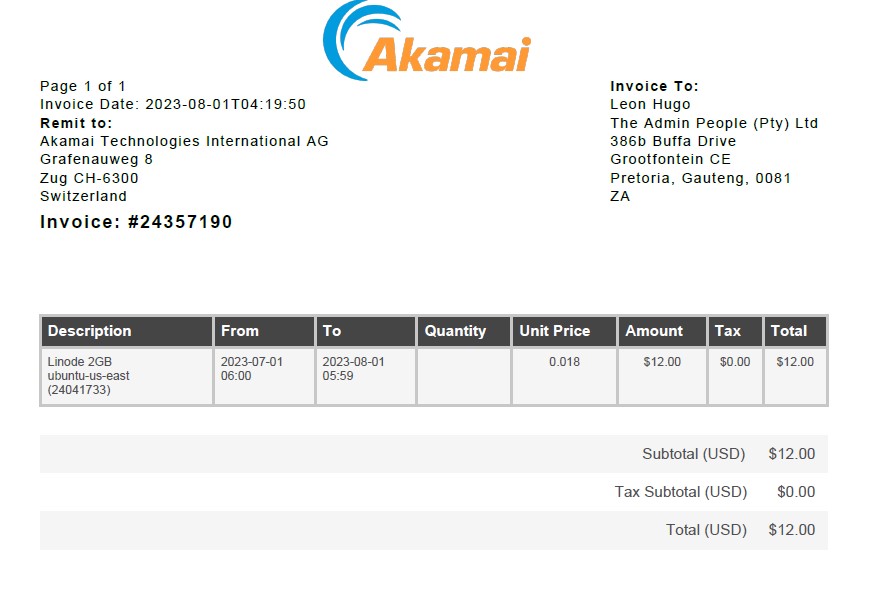 Akamai
Page 1 of 1
Invoice Date: 2023-08-01T04:19:50
Remit to:
Akamai Technologies International AG
Grafenauweg 8
Zug CH-6300
Switzerland
Invoice: #24357190
Invoice To:
Leon Hugo
The Admin People (Pty) Ltd
386b Buffa Drive
Grootfontein CE
Pretoria, Gauteng, 0081
ZA
Description From To Quantity Unit Price Amount Tax Total
Linode 2GB 2023-07-01 2023-08-01 0.018 $12.00 $0.00 $12.00
ubuntu-us-east 06:00 05:59
(24041733)
Subtotal (USD) $12.00
Tax Subtotal (USD) $0.00
Total (USD) $12.00